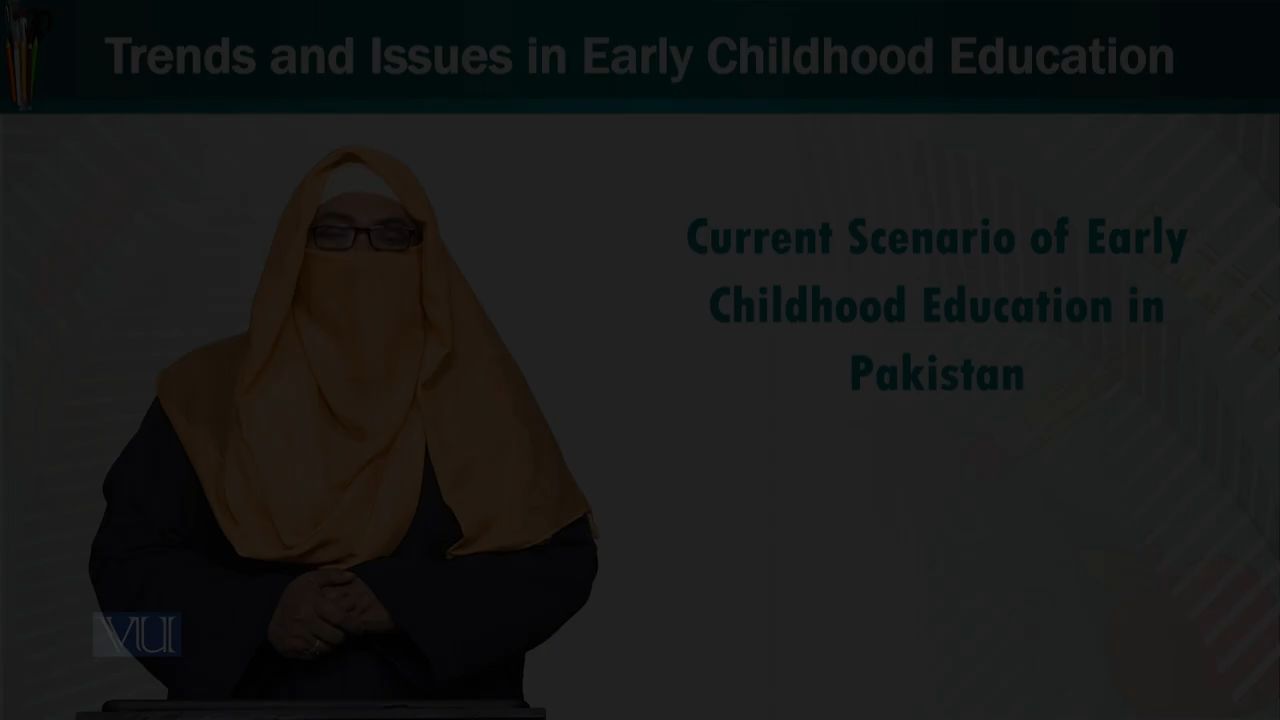 Trends and Issues in Early Childhood Education
Current Scenario of Early
Childhood Education in
Pakistan
VU